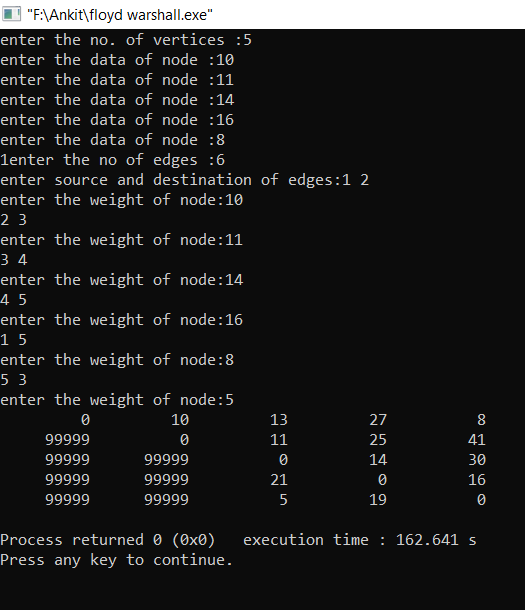 "F:\Ankit\floyd warshall.exe"
enter the no. of vertices :5
enter the data of node :10
enter the data of node :11
enter the data of node :14
enter the data of node :16
enter the data of node :8
1enter the no of edges :6
enter source and destination of edges:1 2
enter the weight of node:10
2 3
enter the weight of node:11
3 4
enter the weight of node:14
4 5
enter the weight of node:16
1 5
enter the weight of node:8
5 3
enter the weight of node:5
0 10 13 27 8
99999 0 11 25 41
99999 99999 0 14 30
99999 99999 21 0 16
99999 99999 5 19 0
Process returned 0 (0x0) execution time : 162.641 s
Press any key to continue.